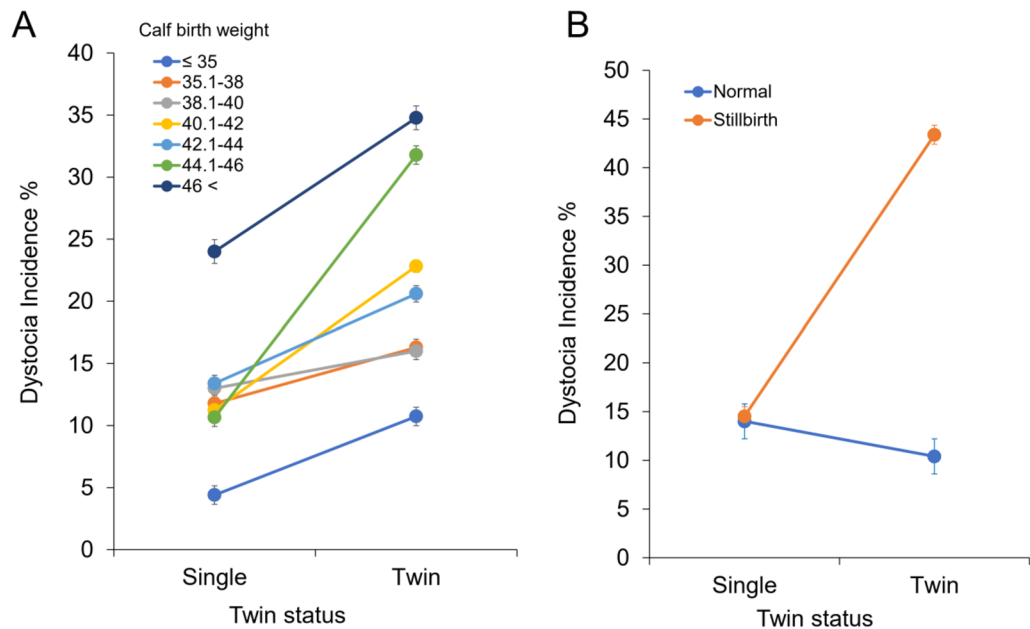 A
Calf birth weight
≤ 35
35.1-38
38.1-40
40.1-42
42.1-44
44.1-46
46 <
40
35
30
25
20
15
10
5
0
Dystocia Incidence %
Single
Twin
Twin status
B
Normal
Stillbirth
50
45
40
35
30
25
20
15
10
5
0
Dystocia Incidence %
Single
Twin
Twin status